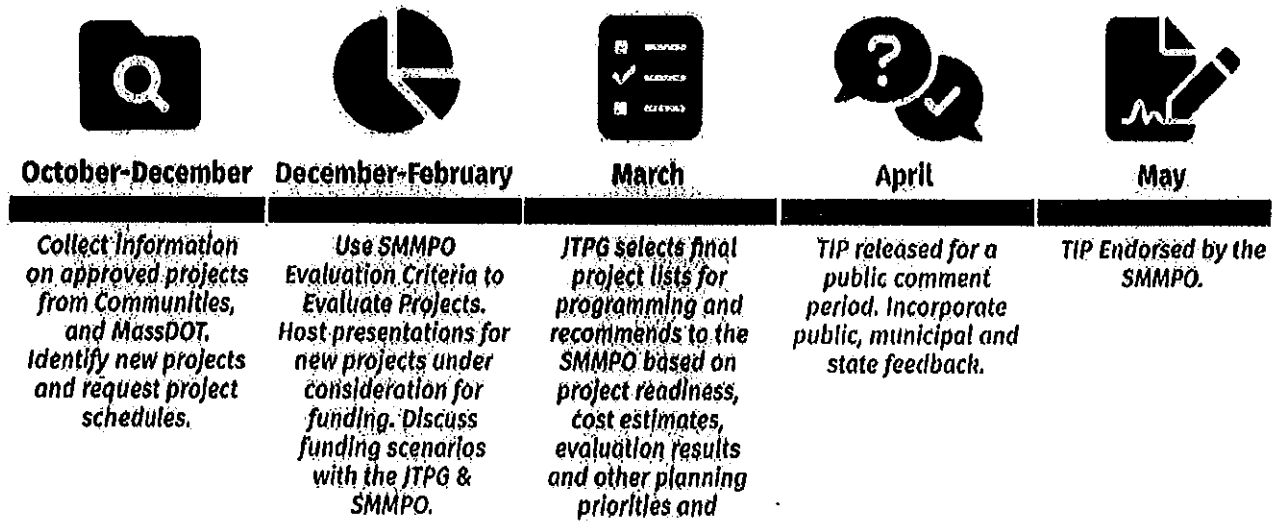 October-December
Collect Information
on approved projects
from Communities,
and MassDOT.
Identify new projects
and request project
schedules.
December-February
Use SMMPO
Evaluation Criteria to
Evaluate Projects.
Host presentations for
new projects under
consideration for
funding. Discuss
funding scenarios
with the JTPG &
SMMPO.
March
JTPG selects final
project lists for
programming and
recommends to the
SMMPO based on
project readiness,
cost estimates,
evaluation results
and other planning
priorities and
April
TIP released for a
public comment
period. Incorporate
public, municipal and
state feedback.
May
TIP Endorsed by the
SMMPO.